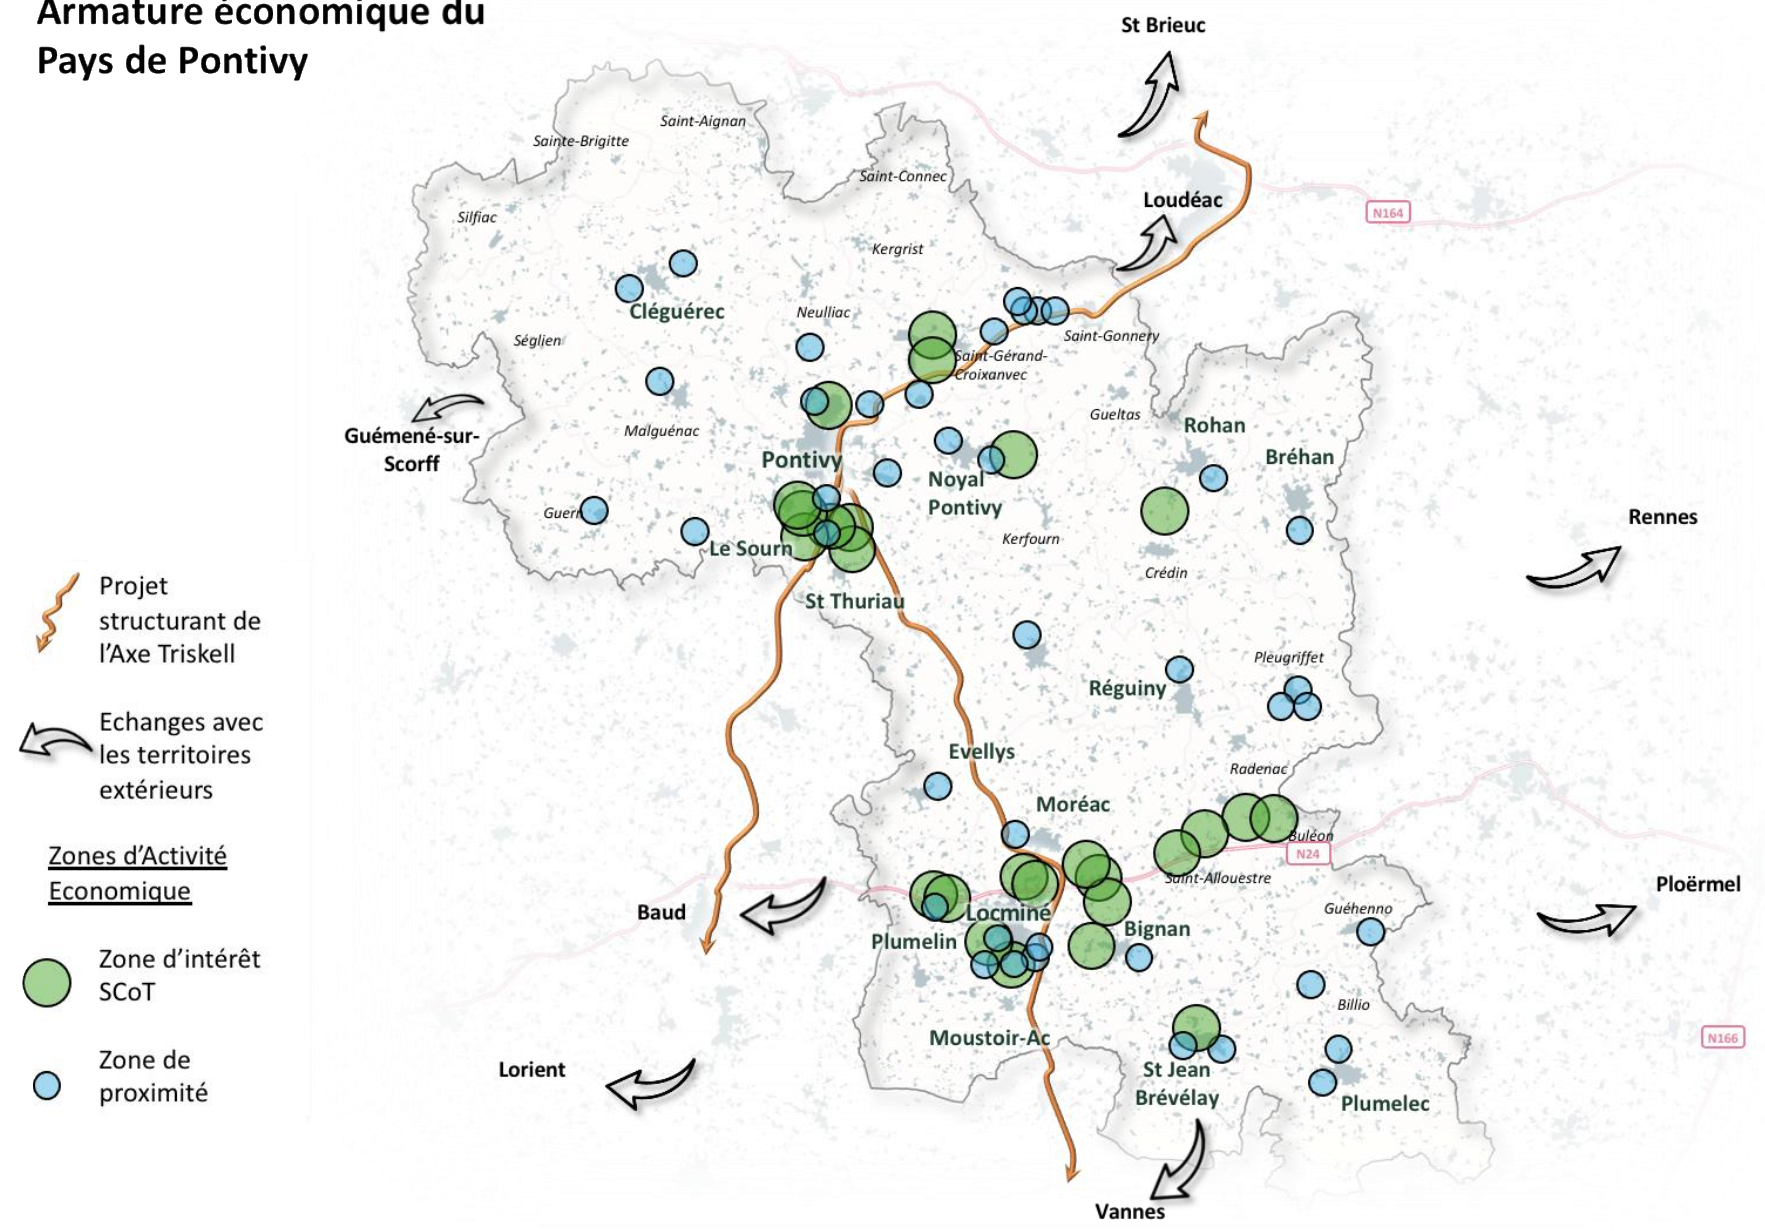 Armature économique du
Pays de Pontivy
St Brieuc
Saint-Aignan
Sainte-Brigitte
Saint-Connec
Loudéac
N164
Silfiac
Kergrist
Cléguérec
Neulliac
Séglien
Saint-Gonnery
Saint-Gérand-
Croixanvec
Gueltas
Rohan
Malguénac
Guémené-sur-
Scorff
Pontivy
Bréhan
Noyal
Pontivy
Guern
Rennes
Kerfourn
Le Sourn
Crédin
St Thuriau
Projet
structurant de
l'Axe Triskell
Pleugriffet
Réguiny
Echanges avec
les territoires
extérieurs
Evellys
Radenac
Moréac
Buléon
N24
Zones d'Activité
Economique
Saint-Allouestre
Ploërmel
Baud
Locminé
Guéhenno
Plumelin
Bignan
Zone d'intérêt
SCoT
Billio
Moustoir-Ac
N166
Lorient
St Jean
Brévélay
Zone de
proximité
Plumelec
Vannes